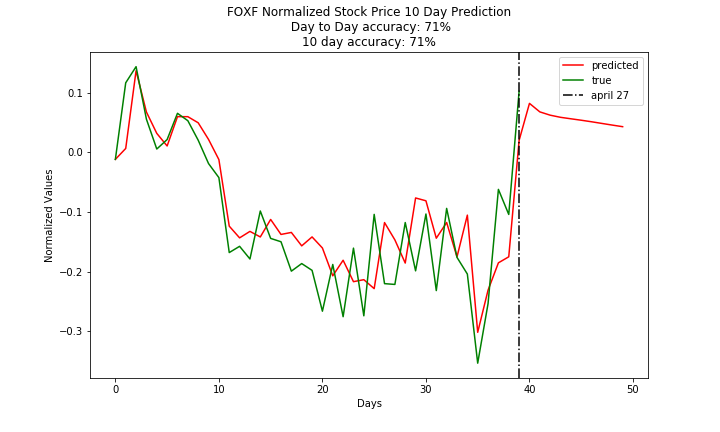 FOXF Normalized Stock Price 10 Day Prediction
Day to Day accuracy: 71%
10 day accuracy: 71%
predicted
true
april 27
0.1
0.0
−0.1
−0.2
−0.3
Normalized Values
0 10 20 30 40 50
Days